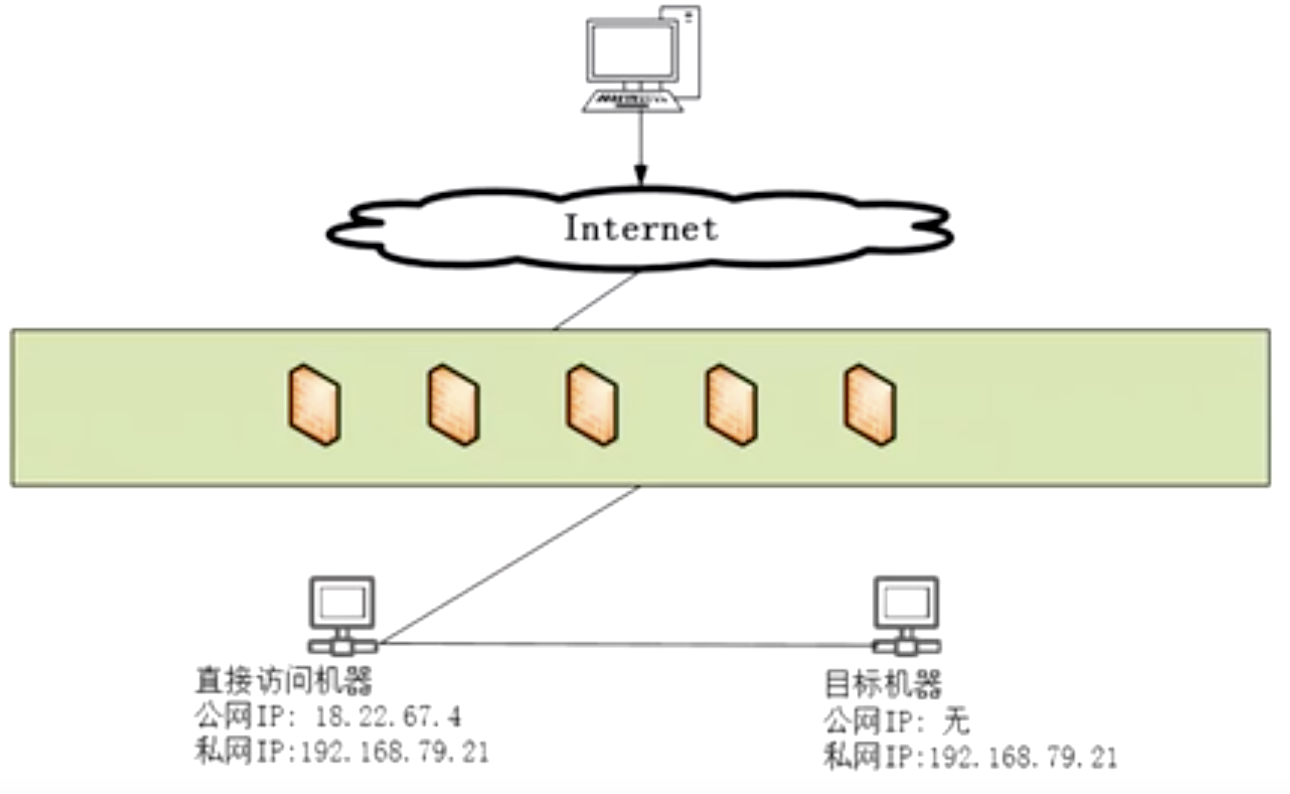 Internet
直接访问机器
公网IP: 18.22.67.4
私网IP:192.168.79.21
目标机器
公网IP: 无
私网IP:192.168.79.21